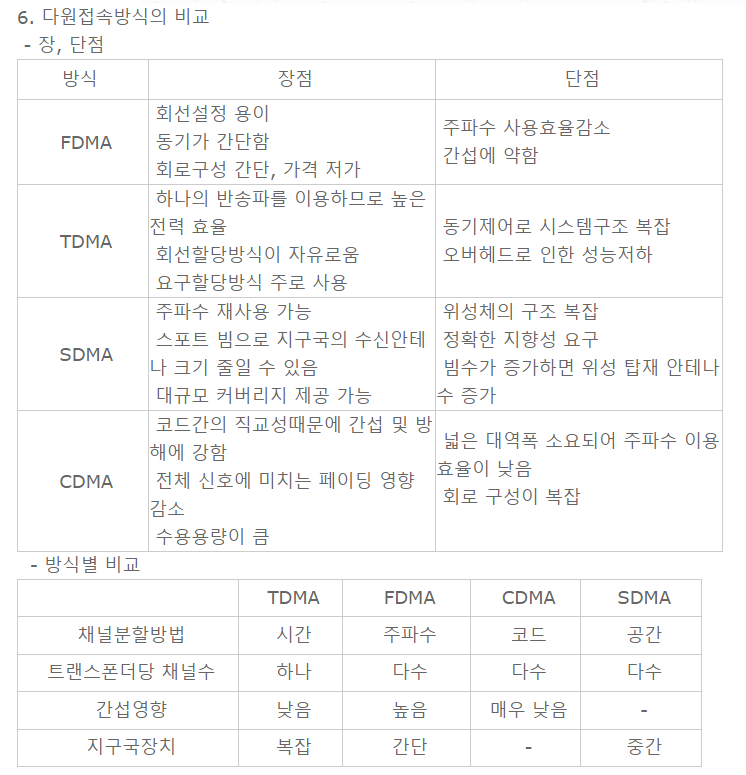 6. 다원접속방식의 비교
- 장, 단점
방식 장점 단점
FDMA
회선설정 용이
동기가 간단함
회로구성 간단, 가격 저가
주파수 사용효율감소
간섭에 약함
TDMA
하나의 반송파를 이용하므로 높은
전력 효율
회선할당방식이 자유로움
요구할당방식 주로 사용
동기제어로 시스템구조 복잡
오버헤드로 인한 성능저하
SDMA
주파수 재사용 가능
스포트 빔으로 지구국의 수신안테
나 크기 줄일 수 있음
대규모 커버리지 제공 가능
위성체의 구조 복잡
정확한 지향성 요구
빔수가 증가하면 위성 탑재 안테나
수 증가
CDMA
코드간의 직교성때문에 간섭 및 방
해에 강함
전체 신호에 미치는 페이딩 영향
감소
수용용량이 큼
넓은 대역폭 소요되어 주파수 이용
효율이 낮음
회로 구성이 복잡
- 방식별 비교
TDMA FDMA CDMA SDMA
채널분할방법 시간 주파수 코드 공간
트랜스폰더당 채널수 하나 다수 다수 다수
간섭영향 낮음 높음 매우 낮음 -
지구국장치 복잡 간단 - 중간